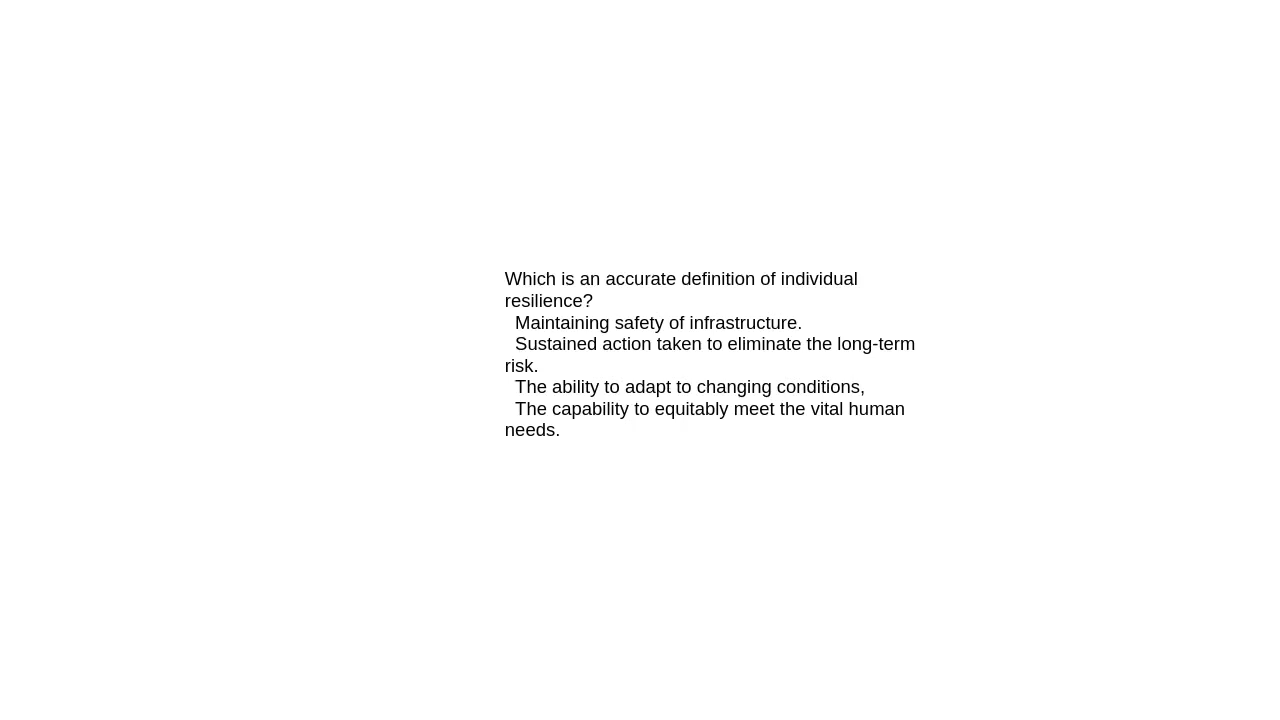 Which is an accurate definition of individual
resilience?
Maintaining safety of infrastructure.
Sustained action taken to eliminate the long-term
risk.
The ability to adapt to changing conditions,
The capability to equitably meet the vital human
needs.